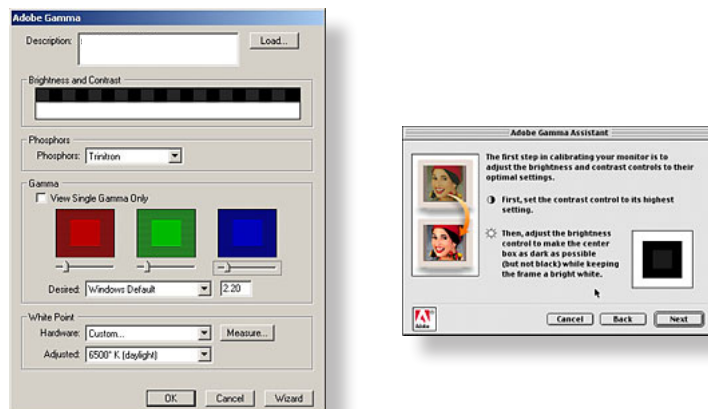 Adobe Gamma
Description:
Load...
Brightness and Contrast
Phosphors
Phosphors: Trinitron
Gamma
View Single Gamma Only
Desired: Windows Default 2.20
White Point
Hardware: Custom... Measure...
Adjusted: 6500° K (daylight)
OK Cancel Wizard
Adobe Gamma Assistant
The first step in calibrating your monitor is to
adjust the brightness and contrast controls to their
optimal settings.
First, set the contrast control to its highest
setting.
Then, adjust the brightness
control to make the center
box as dark as possible
(but not black) while keeping
the frame a bright white.
Adobe
Cancel Back Next